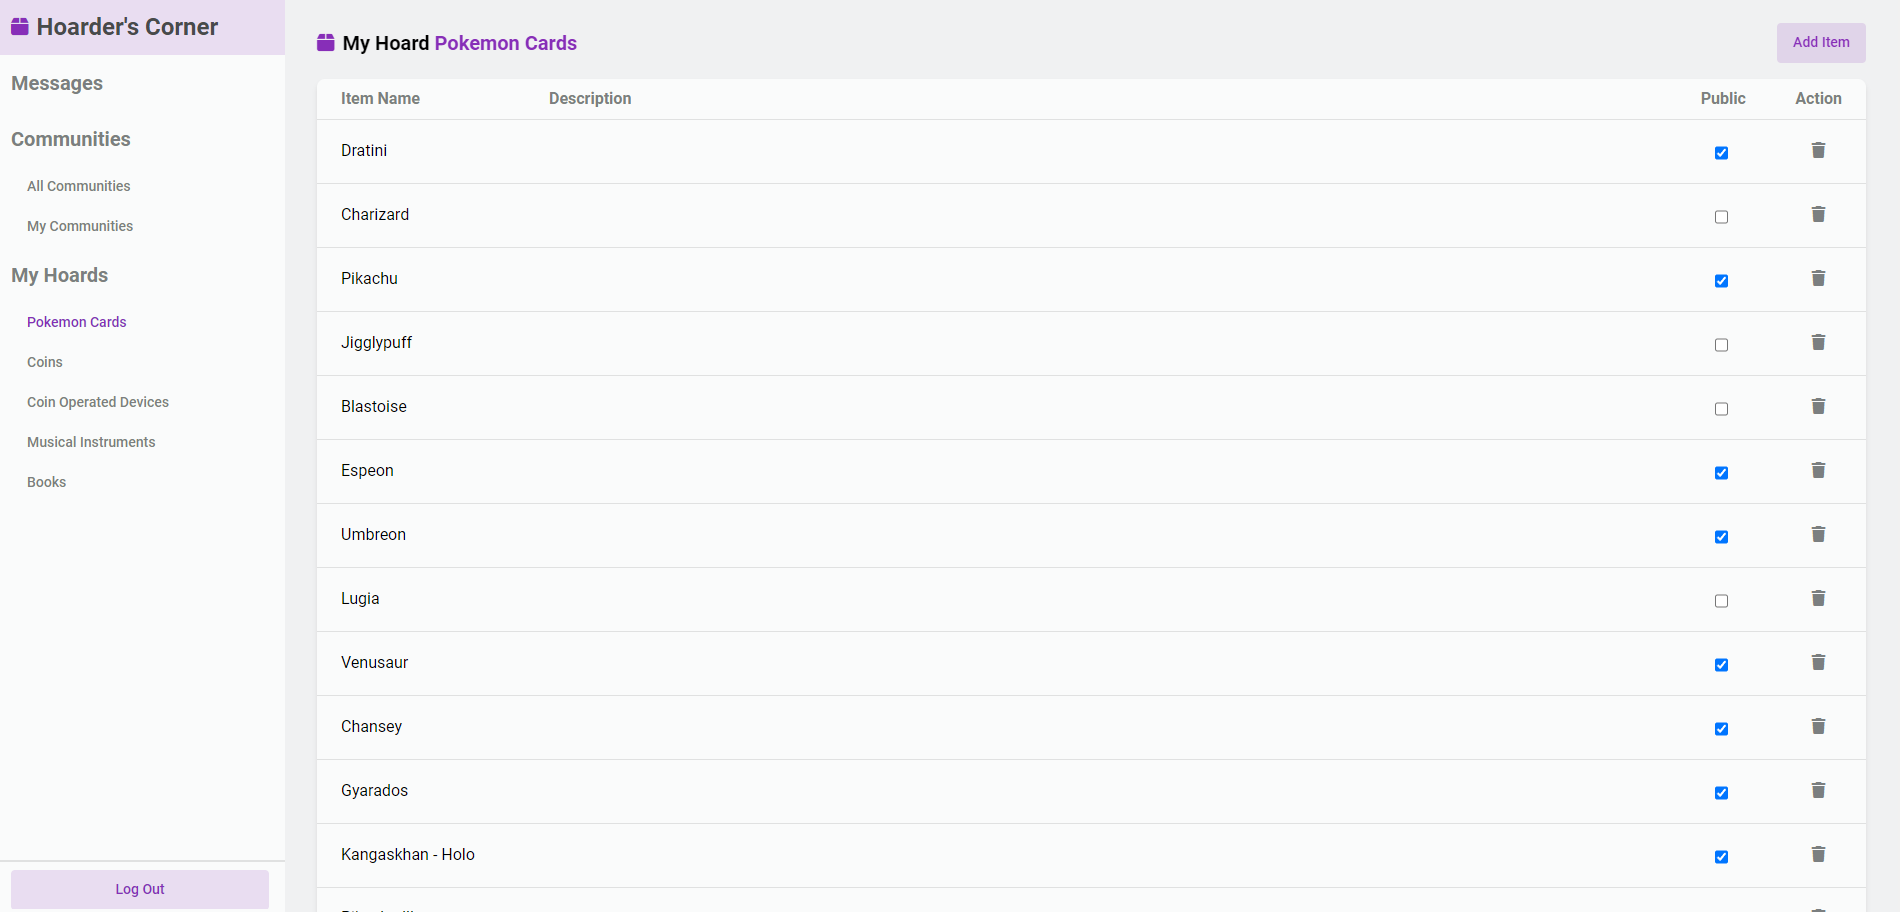 Hoarder's Corner
Messages
Communities
All Communities
My Communities
My Hoards
Pokemon Cards
Coins
Coin Operated Devices
Musical Instruments
Books
Log Out
My Hoard Pokemon Cards
Add Item
Item Name Description Public Action
Dratini
Charizard
Pikachu
Jigglypuff
Blastoise
Espeon
Umbreon
Lugia
Venusaur
Chansey
Gyarados
Kangaskhan - Holo